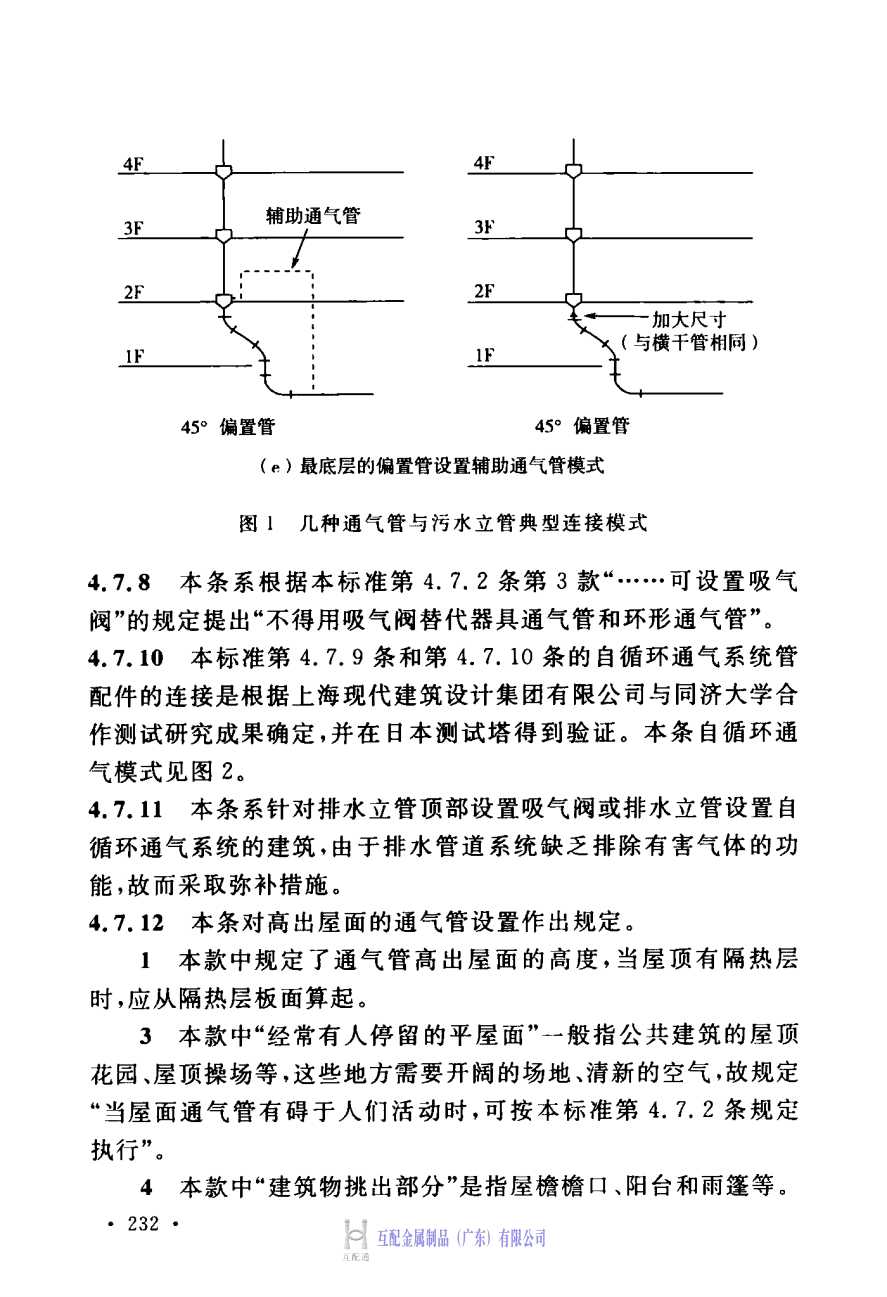 4F
3F
2F
1F
辅助通气管
45° 偏置管
4F
3F
2F
1F
加大尺寸
（与横干管相同）
45° 偏置管
（e）最底层的偏置管设置辅助通气管模式
图 1 几种通气管与污水立管典型连接模式
4.7.8 本条系根据本标准第 4.7.2 条第 3 款“……可设置吸气
阀”的规定提出“不得用吸气阀替代器具通气管和环形通气管”。
4.7.10 本标准第 4.7.9 条和第 4.7.10 条的自循环通气系统管
配件的连接是根据上海现代建筑设计集团有限公司与同济大学合
作测试研究成果确定，并在日本测试塔得到验证。本条自循环通
气模式见图 2。
4.7.11 本条系针对排水立管顶部设置吸气阀或排水立管设置自
循环通气系统的建筑，由于排水管道系统缺乏排除有害气体的功
能，故而采取弥补措施。
4.7.12 本条对高出屋面的通气管设置作出规定。
1 本款中规定了通气管高出屋面的高度，当屋顶有隔热层
时，应从隔热层板面算起。
3 本款中“经常有人停留的平屋面”一般指公共建筑的屋顶
花园、屋顶操场等，这些地方需要开阔的场地、清新的空气，故规定
“当屋面通气管有碍于人们活动时，可按本标准第 4.7.2 条规定
执行”。
4 本款中“建筑物挑出部分”是指屋檐檐口、阳台和雨篷等。
· 232 ·
互配通
互配金属制品（广东）有限公司